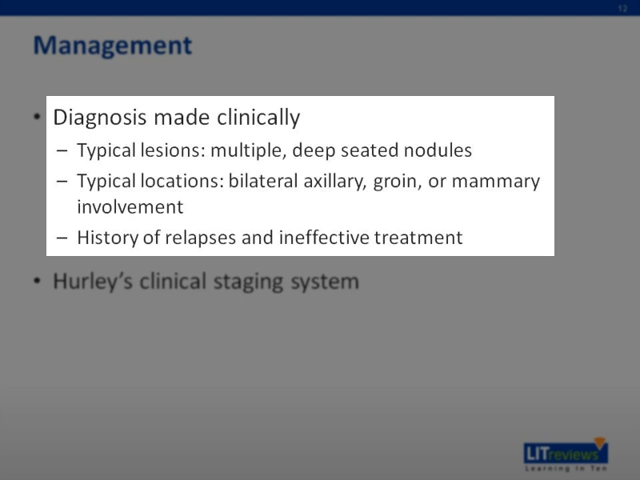 12
Management
• Diagnosis made clinically
– Typical lesions: multiple, deep seated nodules
– Typical locations: bilateral axillary, groin, or mammary
involvement
– History of relapses and ineffective treatment
• Hurley's clinical staging system
LITreviews
Learning In Ten